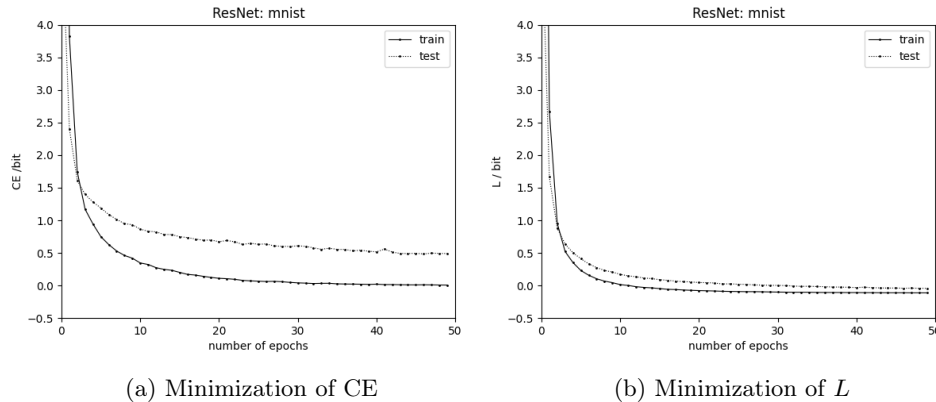 ResNet: mnist
4.0
3.5
3.0
2.5
2.0
1.5
1.0
0.5
0.0
−0.5
CE /bit
train
test
0 10 20 30 40 50
number of epochs
(a) Minimization of CE
ResNet: mnist
4.0
3.5
3.0
2.5
2.0
1.5
1.0
0.5
0.0
−0.5
L / bit
train
test
0 10 20 30 40 50
number of epochs
(b) Minimization of L